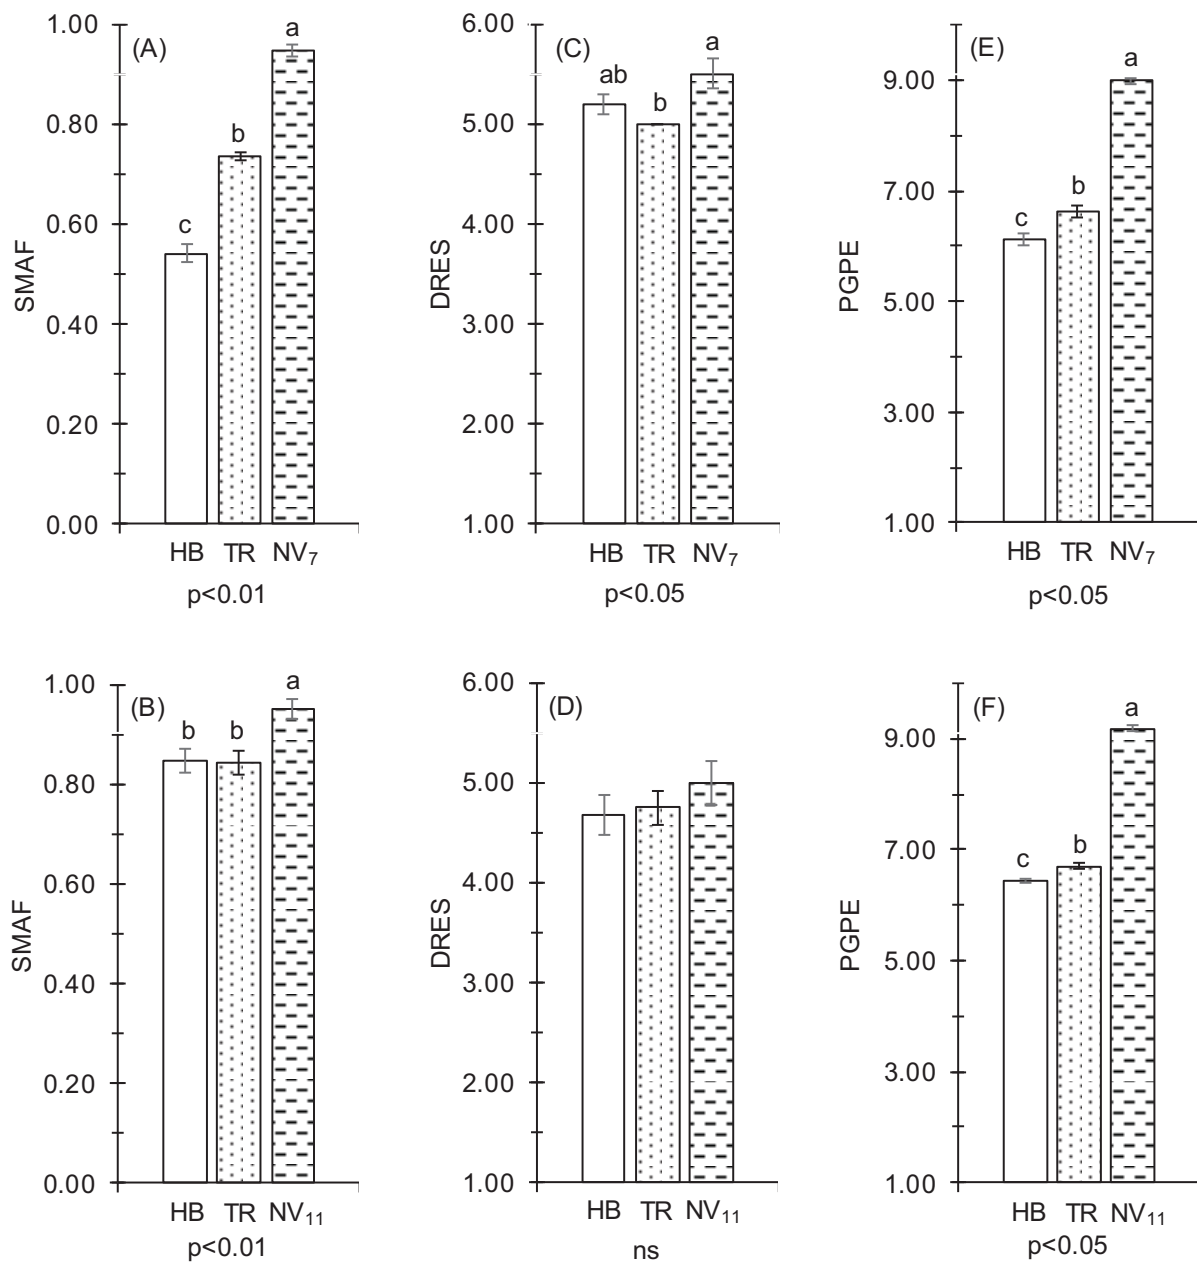 (A)
SMAF
1.00
0.80
0.60
0.40
0.20
0.00
c
b
a
HB TR NV₇
p<0.01
(C)
DRES
6.00
5.00
4.00
3.00
2.00
1.00
ab
b
a
HB TR NV₇
p<0.05
(E)
PGPE
9.00
7.00
5.00
3.00
1.00
c
b
a
HB TR NV₇
p<0.05
(B)
SMAF
1.00
0.80
0.60
0.40
0.20
0.00
b
b
a
HB TR NV₁₁
p<0.01
(D)
DRES
6.00
5.00
4.00
3.00
2.00
1.00
HB TR NV₁₁
ns
(F)
PGPE
9.00
7.00
5.00
3.00
1.00
c
b
a
HB TR NV₁₁
p<0.05